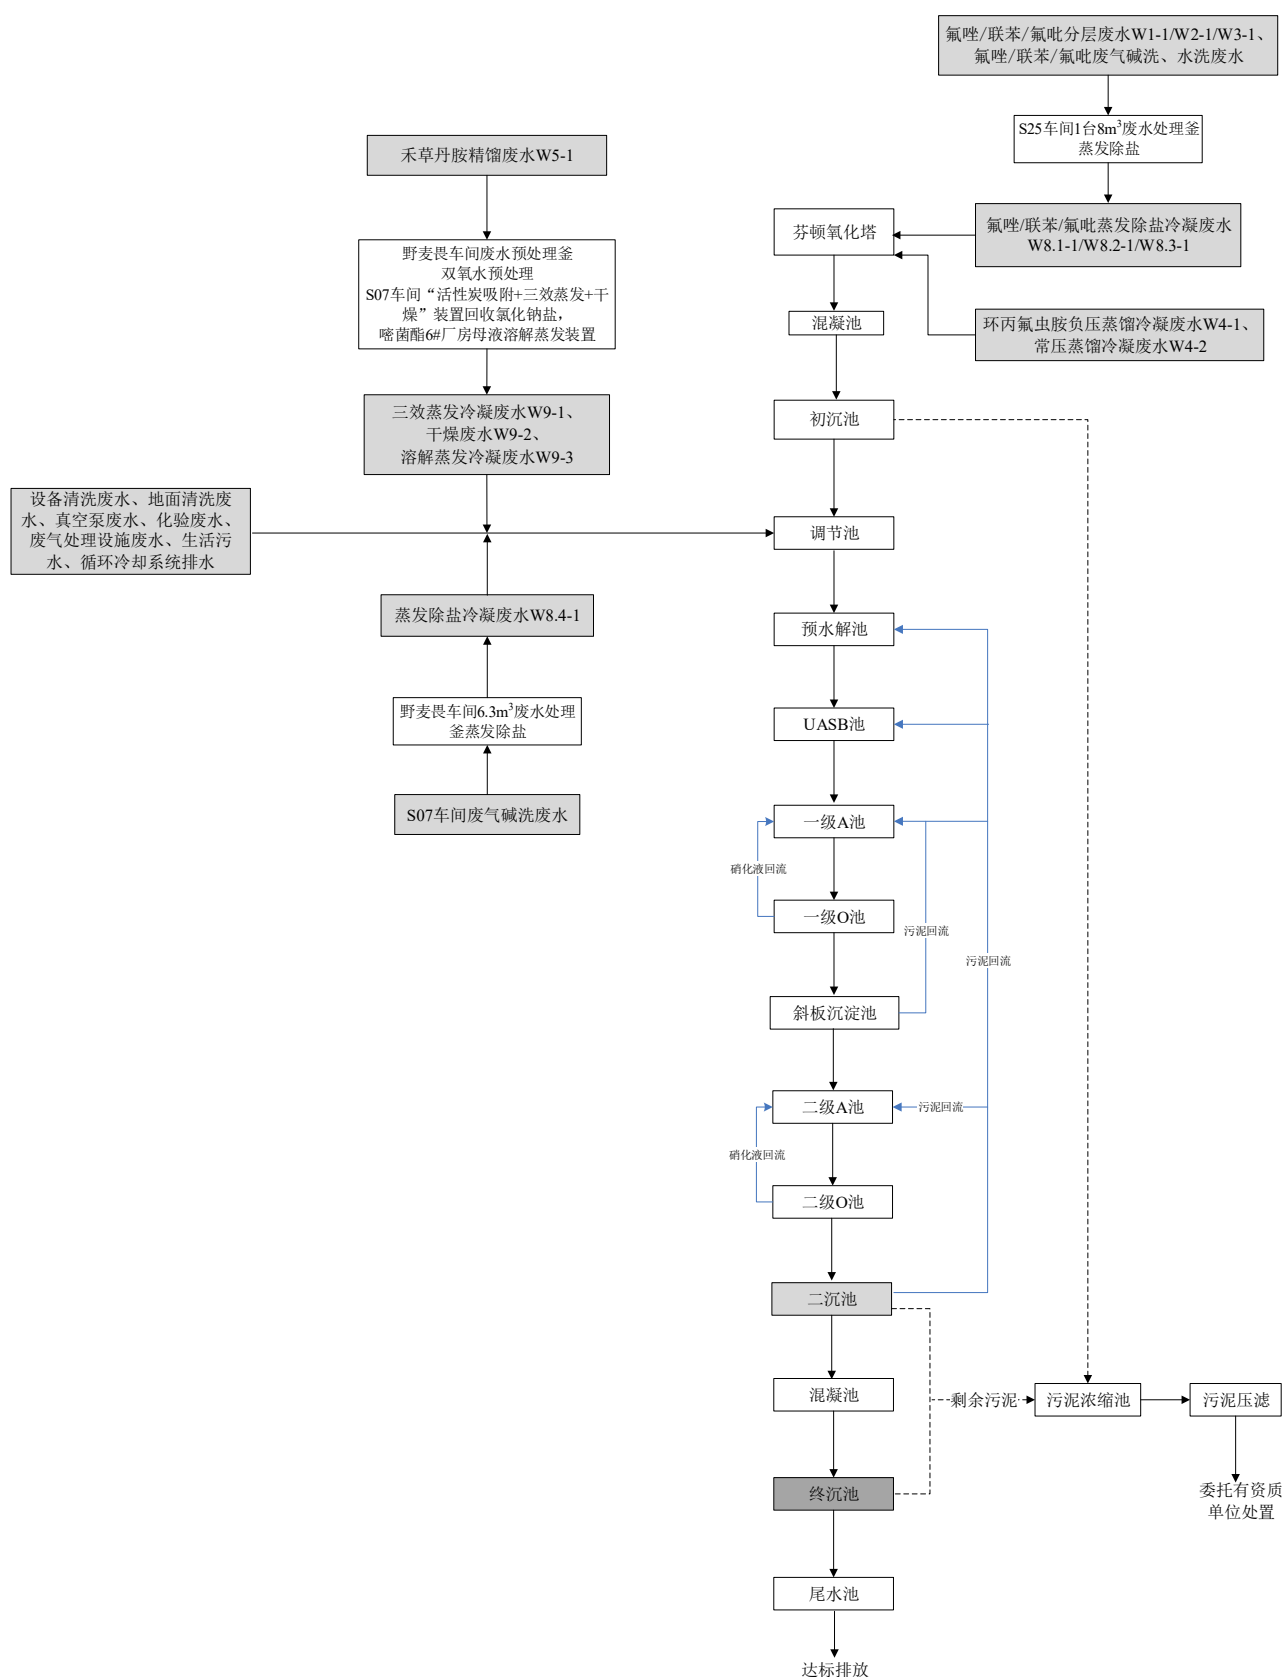 氟唑/联苯/氟吡分层废水W1-1/W2-1/W3-1、
氟唑/联苯/氟吡废气碱洗、水洗废水
S25车间1台8m³废水处理釜
蒸发除盐
禾草丹胺精馏废水W5-1
氟唑/联苯/氟吡蒸发除盐冷凝废水
W8.1-1/W8.2-1/W8.3-1
芬顿氧化塔
野麦畏车间废水预处理釜
双氧水预处理
S07车间“活性炭吸附+三效蒸发+干
燥”装置回收氯化钠盐，
嘧菌酯6#厂房母液溶解蒸发装置
混凝池
环丙氟虫胺负压蒸馏冷凝废水W4-1、
常压蒸馏冷凝废水W4-2
三效蒸发冷凝废水W9-1、
干燥废水W9-2、
溶解蒸发冷凝废水W9-3
初沉池
设备清洗废水、地面清洗废
水、真空泵废水、化验废水、
废气处理设施废水、生活污
水、循环冷却系统排水
调节池
蒸发除盐冷凝废水W8.4-1
预水解池
野麦畏车间6.3m³废水处理
釜蒸发除盐
UASB池
S07车间废气碱洗废水
一级A池
硝化液回流
一级O池
污泥回流
污泥回流
斜板沉淀池
二级A池
污泥回流
硝化液回流
二级O池
二沉池
混凝池
剩余污泥
污泥浓缩池
污泥压滤
终沉池
委托有资质
单位处置
尾水池
达标排放